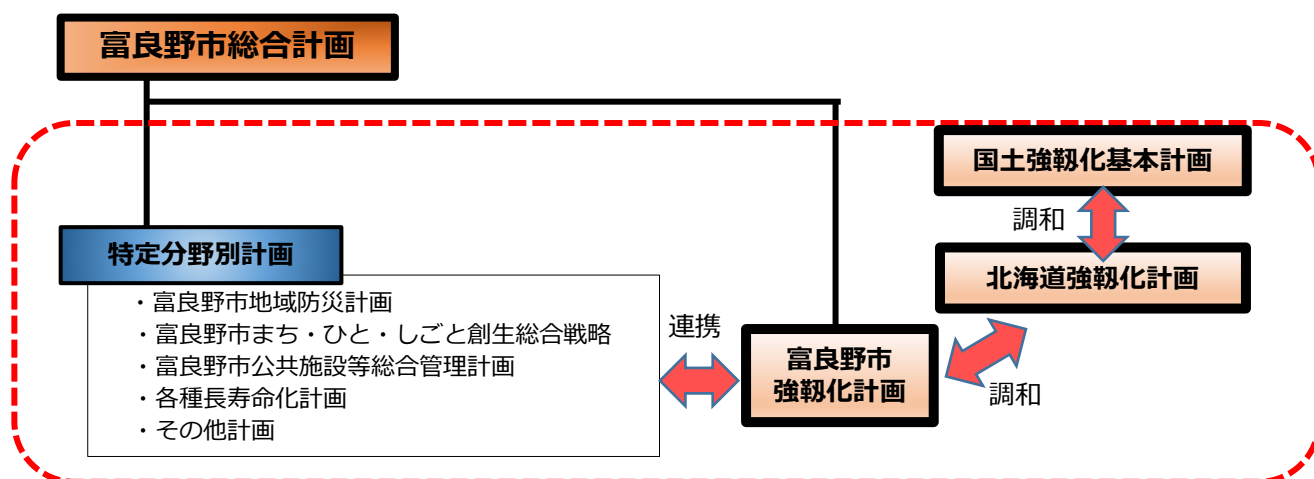 富良野市総合計画
国土強靱化基本計画
調和
北海道強靱化計画
特定分野別計画
・富良野市地域防災計画
・富良野市まち・ひと・しごと創生総合戦略
・富良野市公共施設等総合管理計画
・各種長寿命化計画
・その他計画
連携
富良野市
強靱化計画
調和